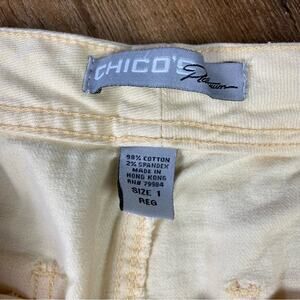 CHICO'S Platinum
98% COTTON
2% SPANDEX
MADE IN
HONG KONG
RN# 79984
SIZE 1
REG